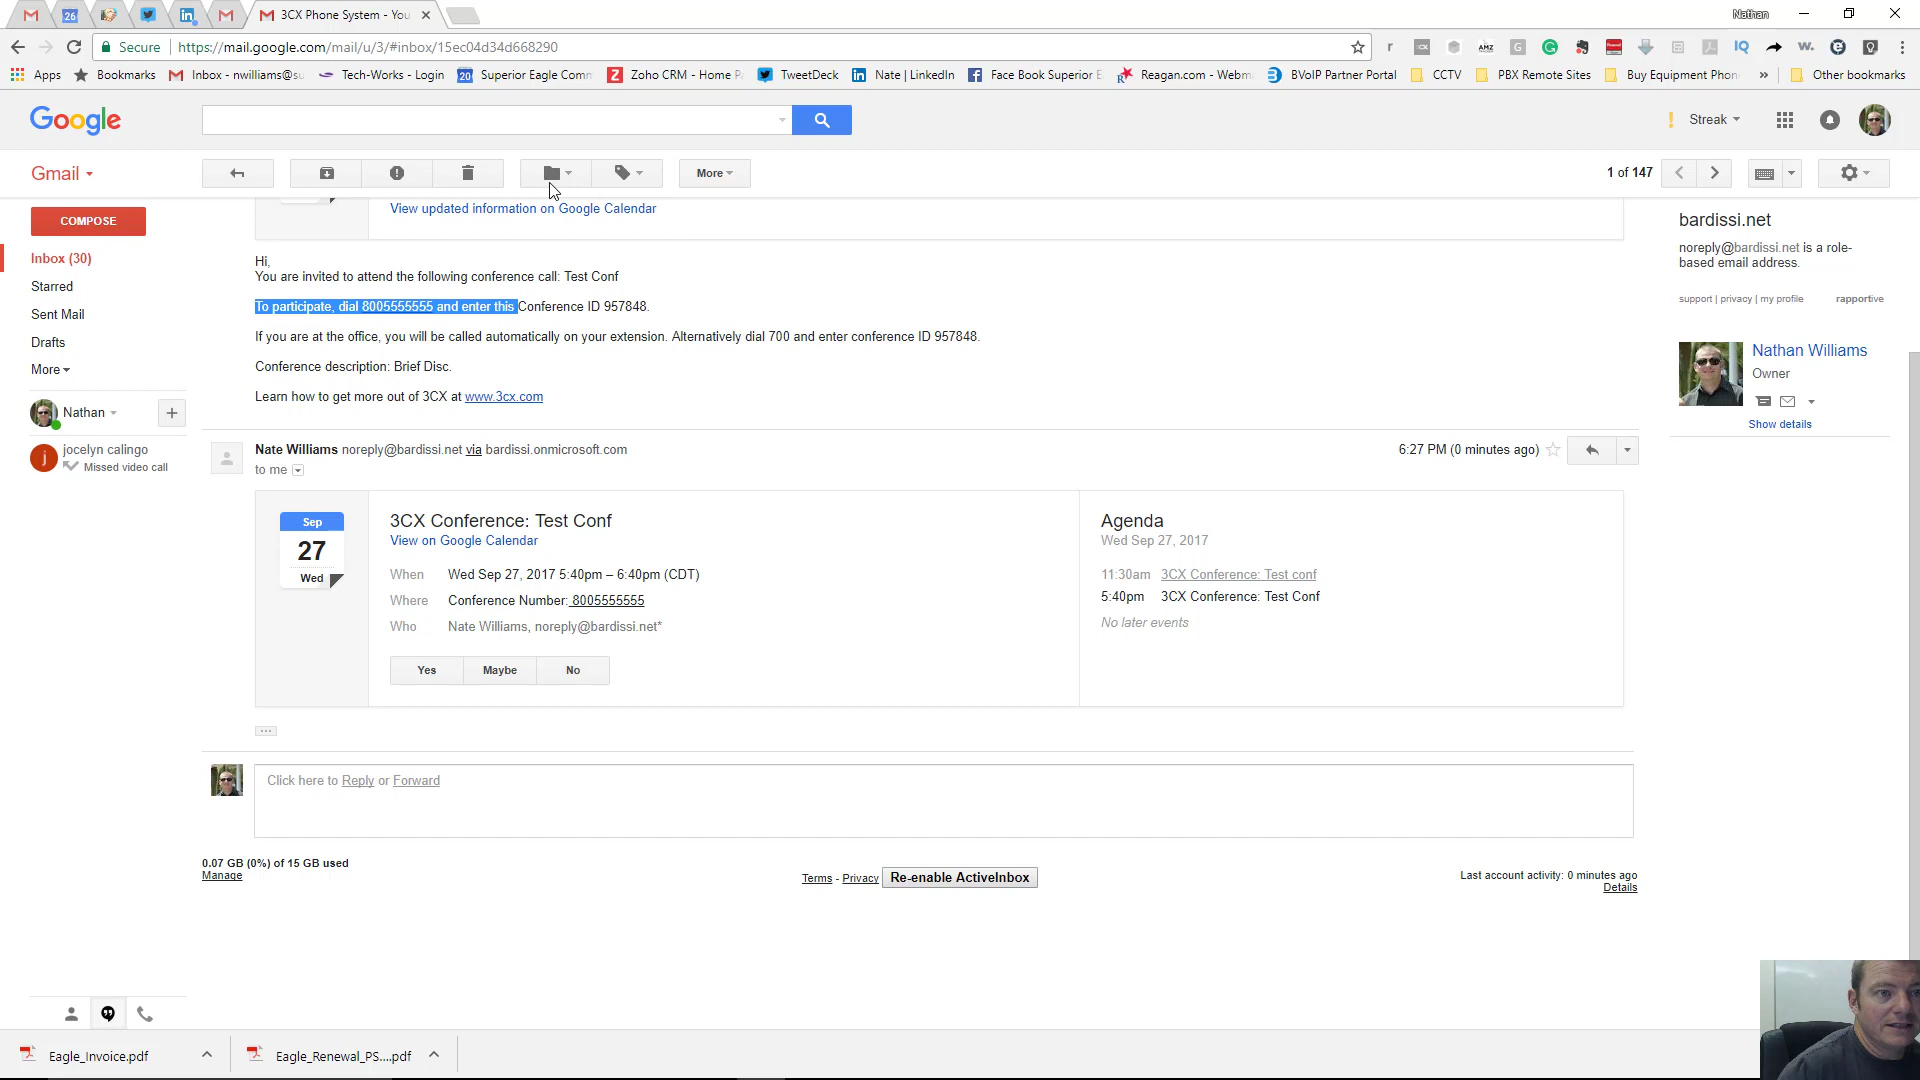 26
3CX Phone System - You
Nathan
Secure
https://mail.google.com/mail/u/3/#inbox/15ec04d34d668290
r
AMZ
G
IQ
W.
Apps
Bookmarks
Inbox - nwilliams@su
Tech-Works - Login
Superior Eagle Comm
Zoho CRM - Home P
TweetDeck
Nate | LinkedIn
Face Book Superior E
Reagan.com - Webm
BVoIP Partner Portal
CCTV
PBX Remote Sites
Buy Equipment Phon
»
Other bookmarks
Google
Streak
Gmail
More
1 of 147
COMPOSE
Inbox (30)
Starred
Sent Mail
Drafts
More
Nathan
j
jocelyn calingo
Missed video call
View updated information on Google Calendar
Hi,
You are invited to attend the following conference call: Test Conf
To participate, dial 8005555555 and enter this Conference ID 957848.
If you are at the office, you will be called automatically on your extension. Alternatively dial 700 and enter conference ID 957848.
Conference description: Brief Disc.
Learn how to get more out of 3CX at www.3cx.com
Nate Williams noreply@bardissi.net via bardissi.onmicrosoft.com
to me
6:27 PM (0 minutes ago)
Sep
27
Wed
3CX Conference: Test Conf
View on Google Calendar
When Wed Sep 27, 2017 5:40pm – 6:40pm (CDT)
Where Conference Number: 8005555555
Who Nate Williams, noreply@bardissi.net*
Yes
Maybe
No
Agenda
Wed Sep 27, 2017
11:30am 3CX Conference: Test conf
5:40pm 3CX Conference: Test Conf
No later events
...
Click here to Reply or Forward
0.07 GB (0%) of 15 GB used
Manage
Terms - Privacy
Re-enable ActiveInbox
Last account activity: 0 minutes ago
Details
bardissi.net
noreply@bardissi.net is a role-
based email address.
support | privacy | my profile
rapportive
Nathan Williams
Owner
Show details
Eagle_Invoice.pdf
Eagle_Renewal_PS....pdf